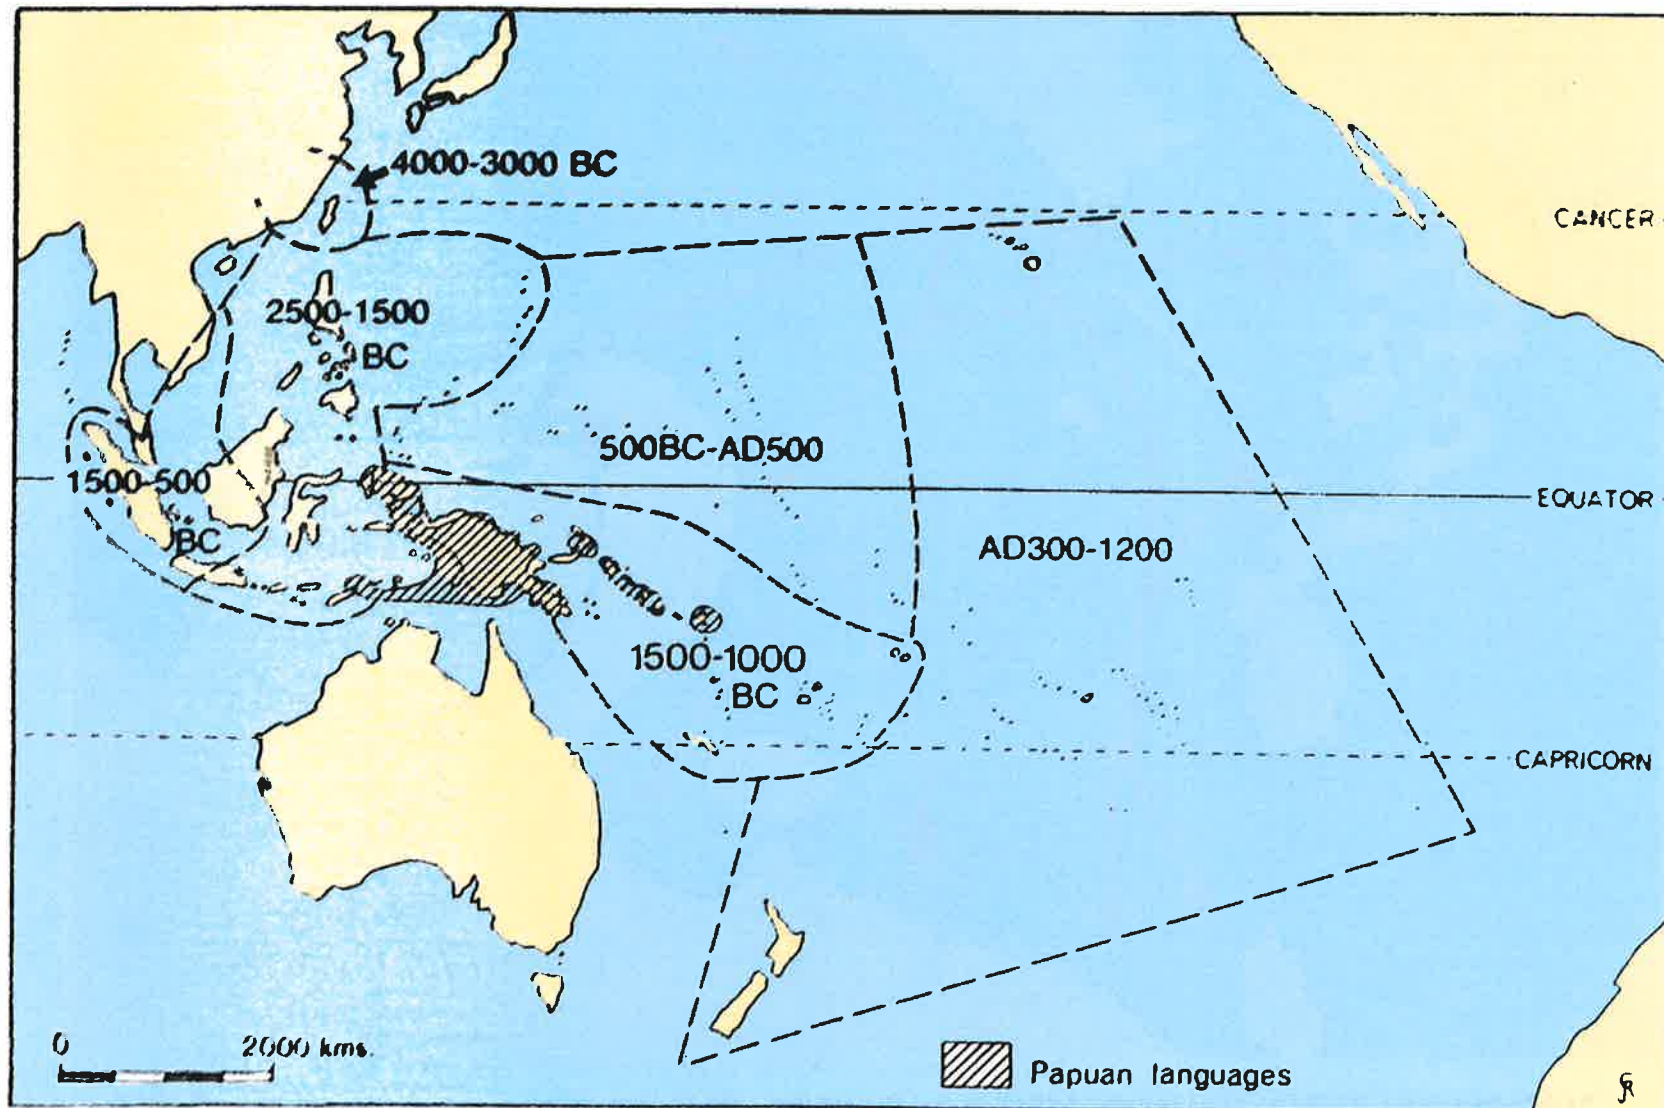 4000-3000 BC
CANCER
2500-1500
BC
500BC-AD500
1500-500
BC
EQUATOR
AD300-1200
1500-1000
BC
CAPRICORN
0 2000 kms.
Papuan languages